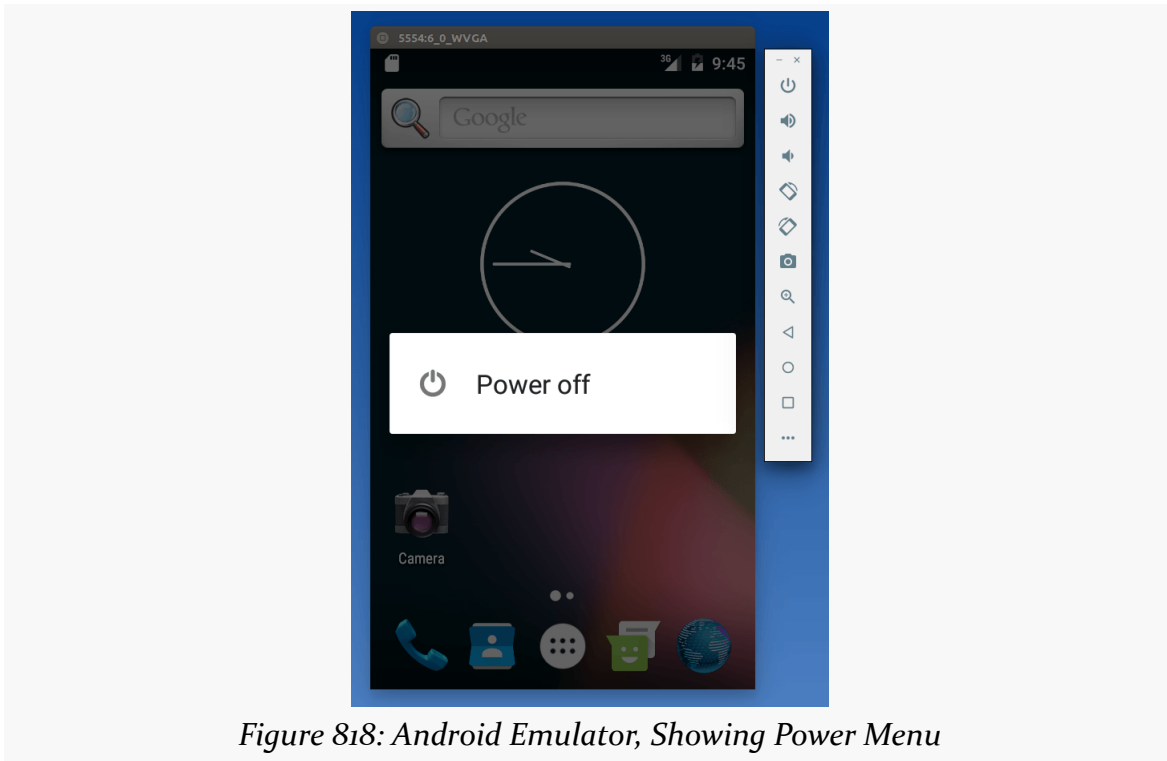 5554:6_0_WVGA
3G 9:45
Google
Power off
Camera
Figure 818: Android Emulator, Showing Power Menu